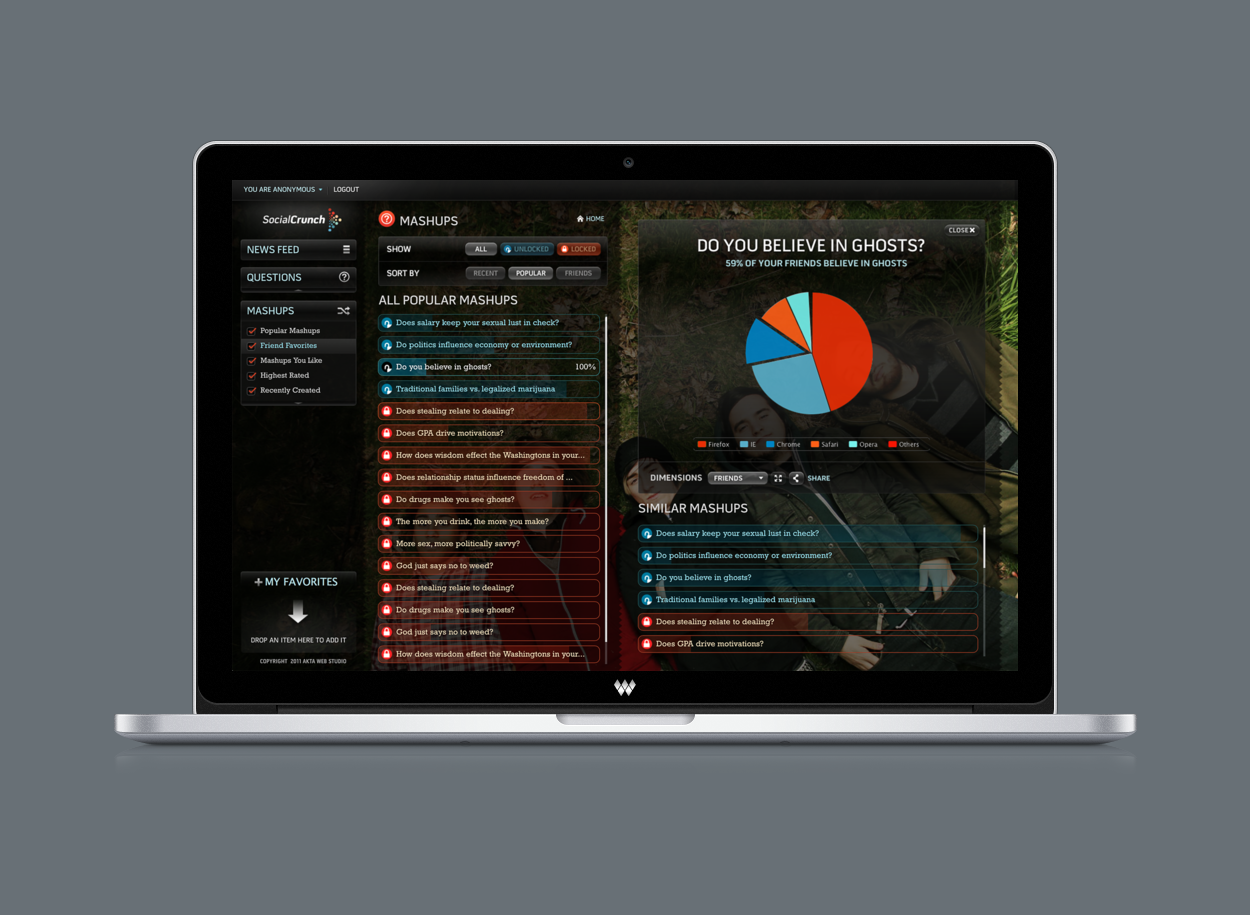 YOU ARE ANONYMOUS
LOGOUT
SocialCrunch
NEWS FEED
QUESTIONS
MASHUPS
Popular Mashups
Friend Favorites
Mashups You Like
Highest Rated
Recently Created
+ MY FAVORITES
DROP AN ITEM HERE TO ADD IT
COPYRIGHT 2011 AKTA WEB STUDIO
MASHUPS
HOME
SHOW ALL UNLOCKED LOCKED
SORT BY RECENT POPULAR FRIENDS
ALL POPULAR MASHUPS
Does salary keep your sexual lust in check?
Do politics influence economy or environment?
Do you believe in ghosts? 100%
Traditional families vs. legalized marijuana
Does stealing relate to dealing?
Does GPA drive motivations?
How does wisdom effect the Washingtons in your...
Does relationship status influence freedom of ...
Do drugs make you see ghosts?
The more you drink, the more you make?
More sex, more politically savvy?
God just says no to weed?
Does stealing relate to dealing?
Do drugs make you see ghosts?
God just says no to weed?
How does wisdom effect the Washingtons in your...
CLOSE X
DO YOU BELIEVE IN GHOSTS?
59% OF YOUR FRIENDS BELIEVE IN GHOSTS
Firefox IE Chrome Safari Opera Others
DIMENSIONS FRIENDS SHARE
SIMILAR MASHUPS
Does salary keep your sexual lust in check?
Do politics influence economy or environment?
Do you believe in ghosts?
Traditional families vs. legalized marijuana
Does stealing relate to dealing?
Does GPA drive motivations?